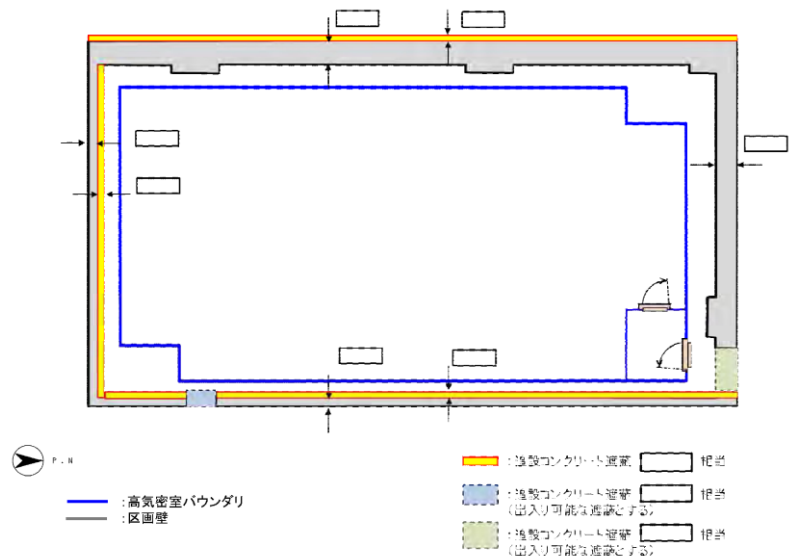 P.N
:高気密室バウンダリ
:区画壁
:増設コンクリート遮蔽 相当
:増設コンクリート遮蔽 相当
(出入り可能な遮蔽とする)
:増設コンクリート遮蔽 相当
(出入り可能な遮蔽とする)